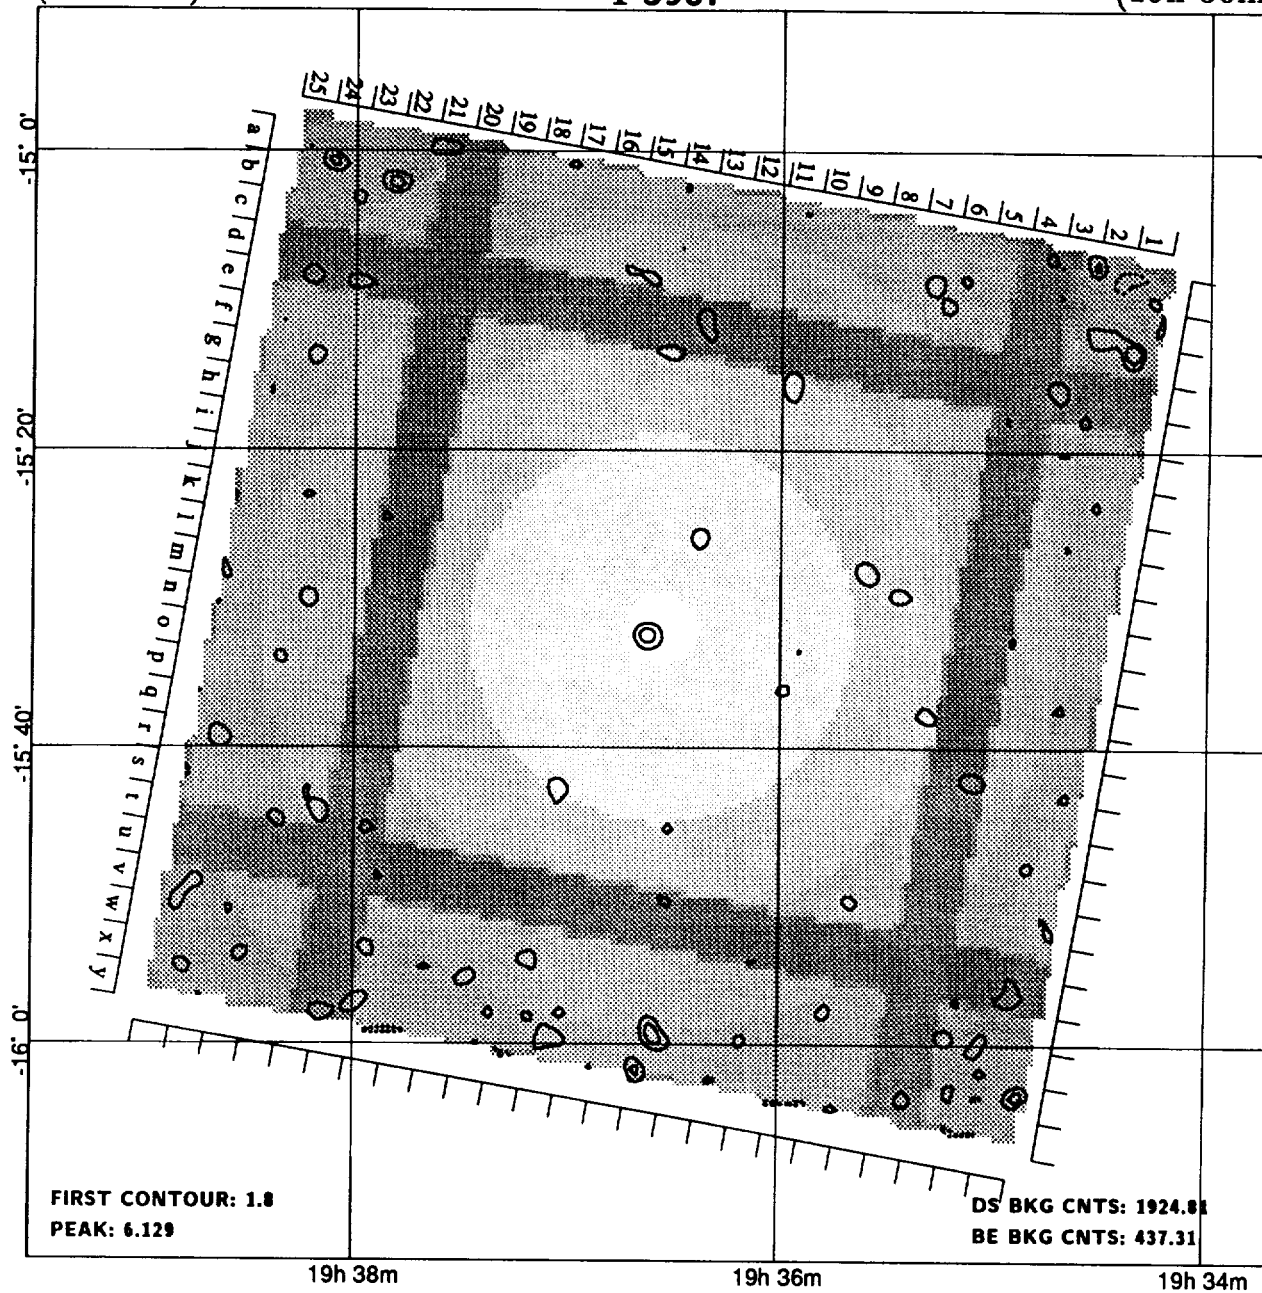 25 24 23 22 21 20 19 18 17 16 15 14 13 12 11 10 9 8 7 6 5 4 3 2 1
a b c d e f g h i j k l m n o p q r s t u v w x y
-15° 0'
-15° 20'
-15° 40'
-16° 0'
FIRST CONTOUR: 1.8
PEAK: 6.129
DS BKG CNTS: 1924.81
BE BKG CNTS: 437.31
19h 38m
19h 36m
19h 34m